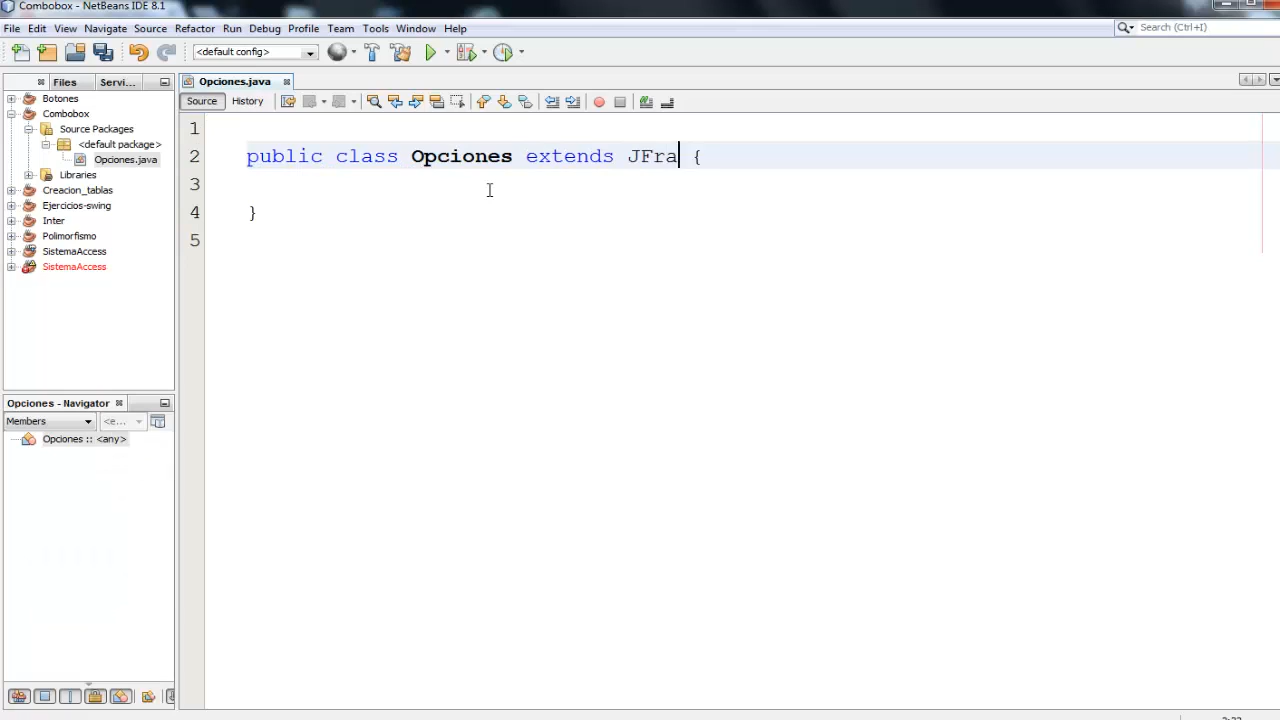 Combobox - NetBeans IDE 8.1
File Edit View Navigate Source Refactor Run Debug Profile Team Tools Window Help
Search (Ctrl+I)
<default config>
Files Servi...
Opciones.java
Source History
Botones
Combobox
Source Packages
<default package>
Opciones.java
Libraries
Creacion_tablas
Ejercicios-swing
Inter
Polimorfismo
SistemaAccess
SistemaAccess
1
2 public class Opciones extends JFra {
3
4 }
5
Opciones - Navigator
Members <e...
Opciones :: <any>